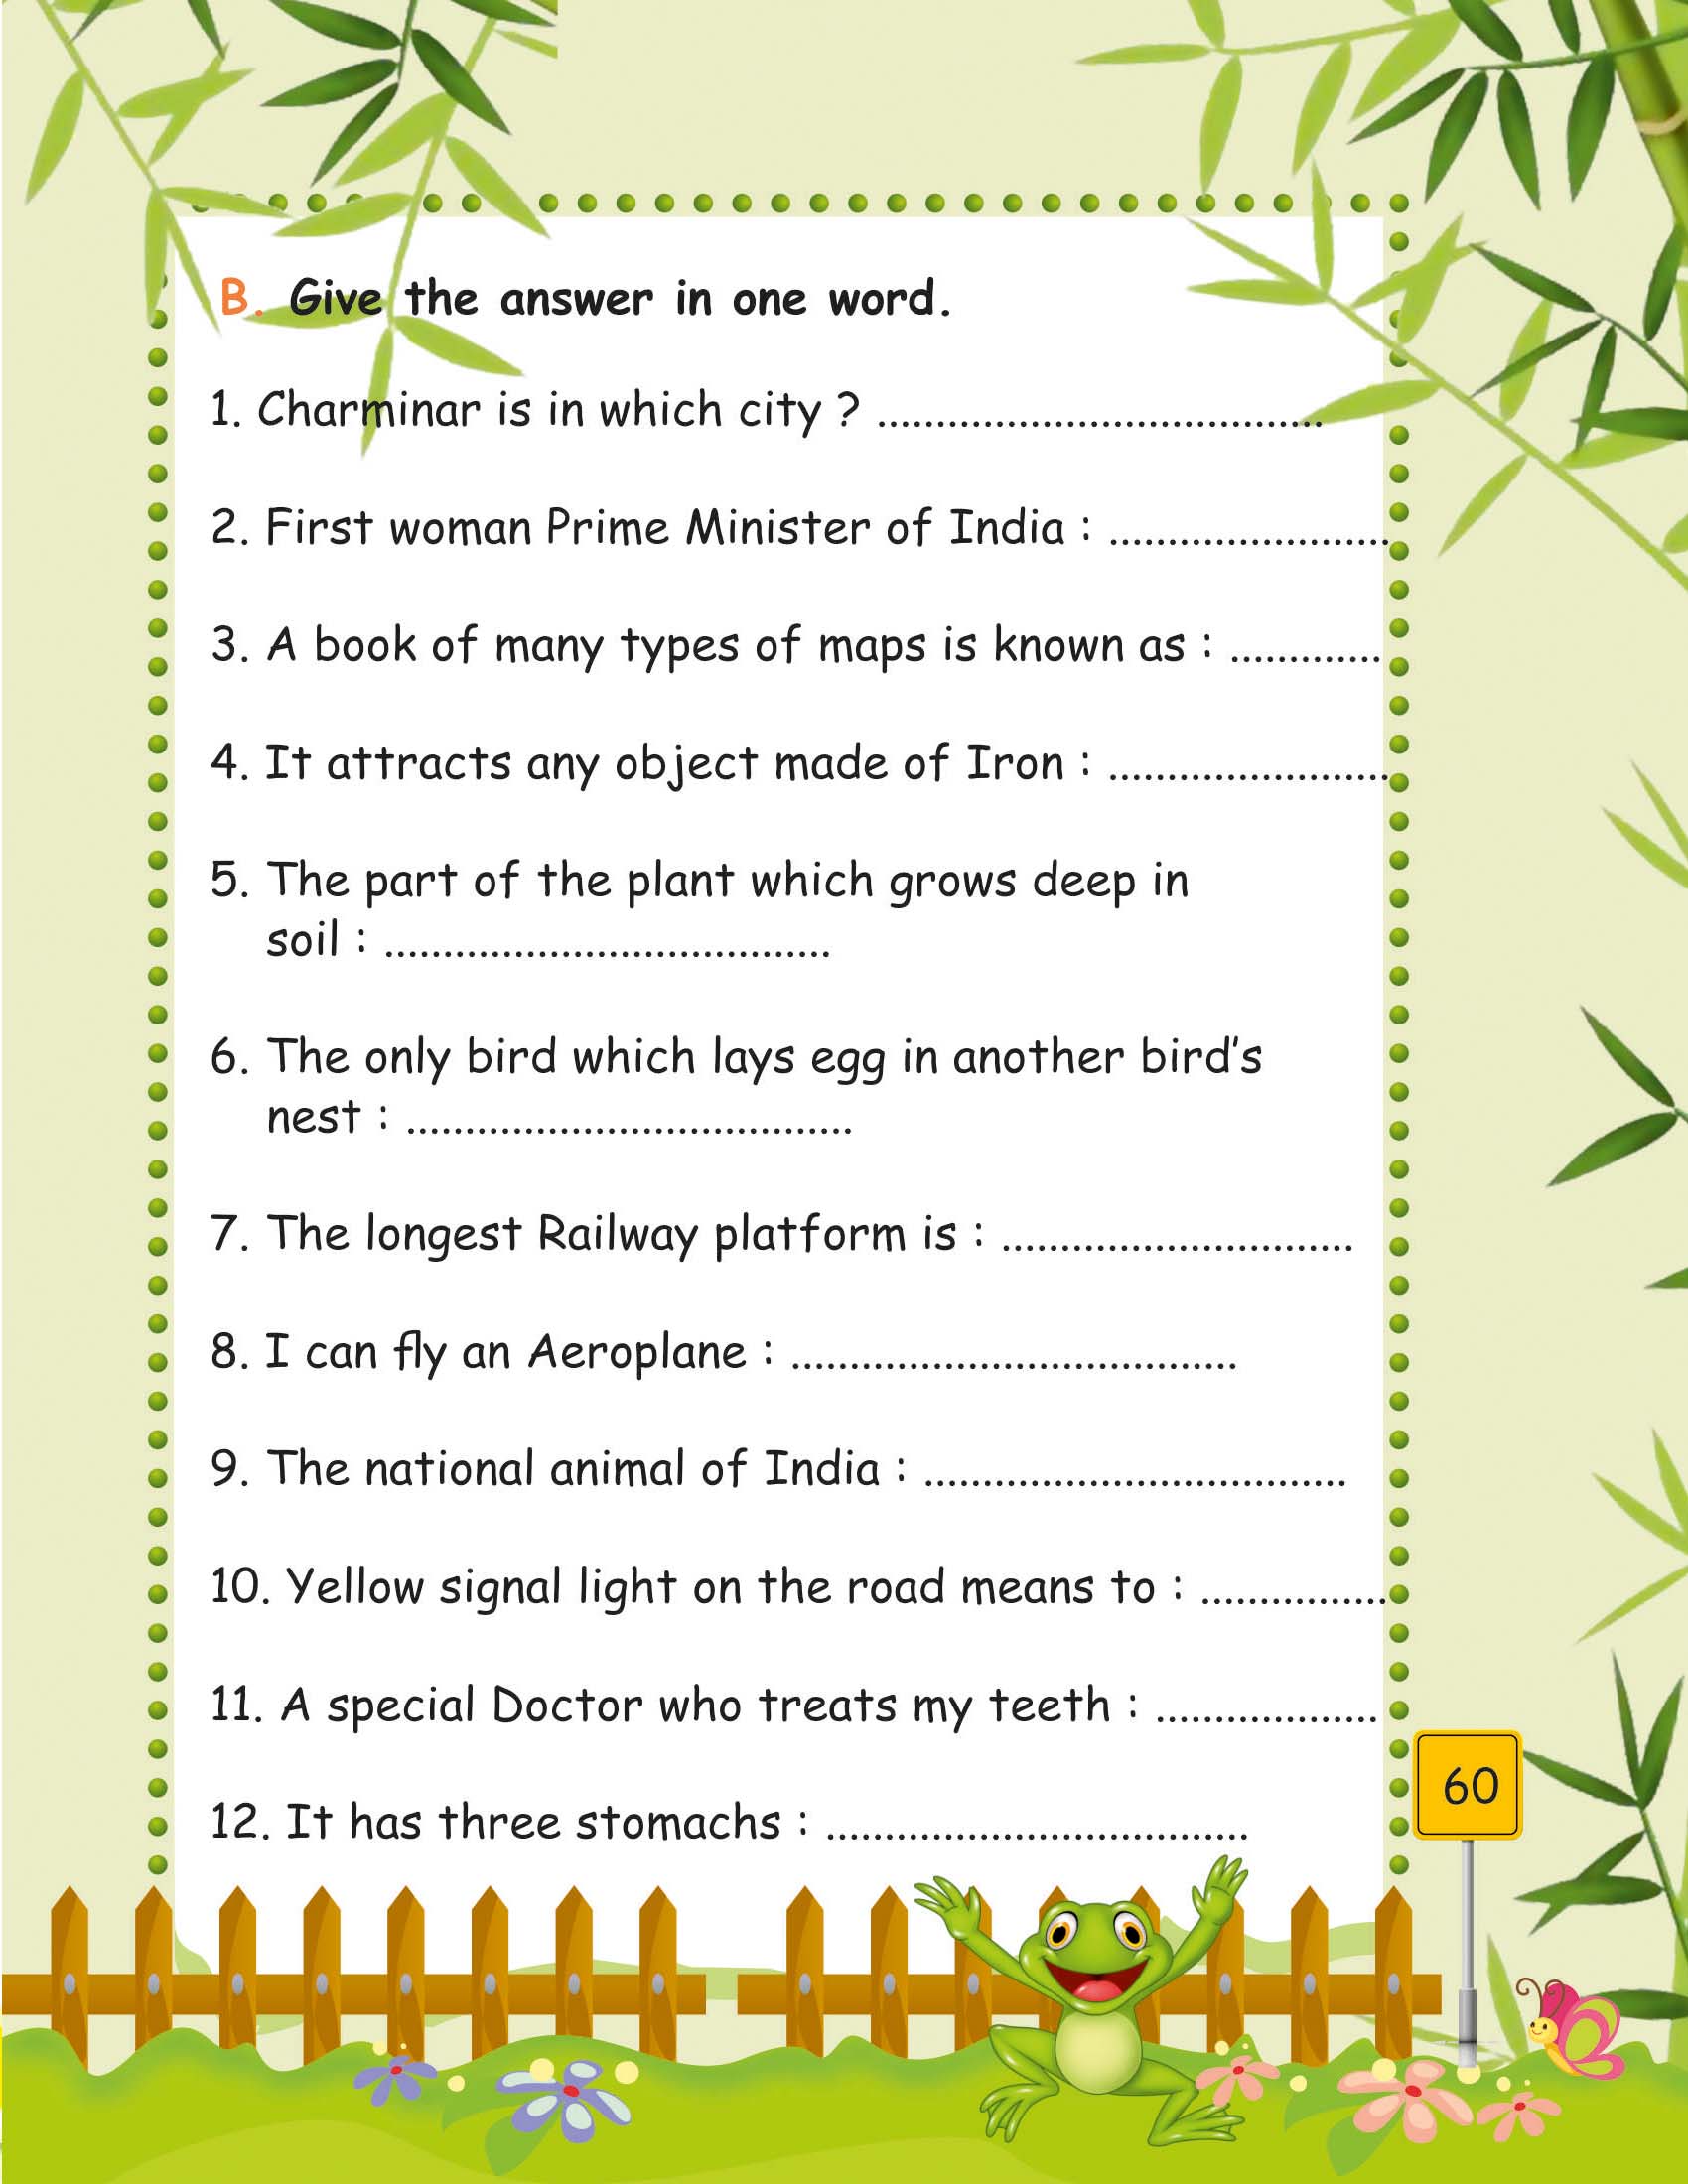 B. Give the answer in one word.
1. Charminar is in which city ? ......................................
2. First woman Prime Minister of India : ........................
3. A book of many types of maps is known as : .............
4. It attracts any object made of Iron : ........................
5. The part of the plant which grows deep in
soil : ......................................
6. The only bird which lays egg in another bird's
nest : ......................................
7. The longest Railway platform is : ..............................
8. I can fly an Aeroplane : ......................................
9. The national animal of India : ....................................
10. Yellow signal light on the road means to : ................
11. A special Doctor who treats my teeth : ...................
12. It has three stomachs : ....................................
60